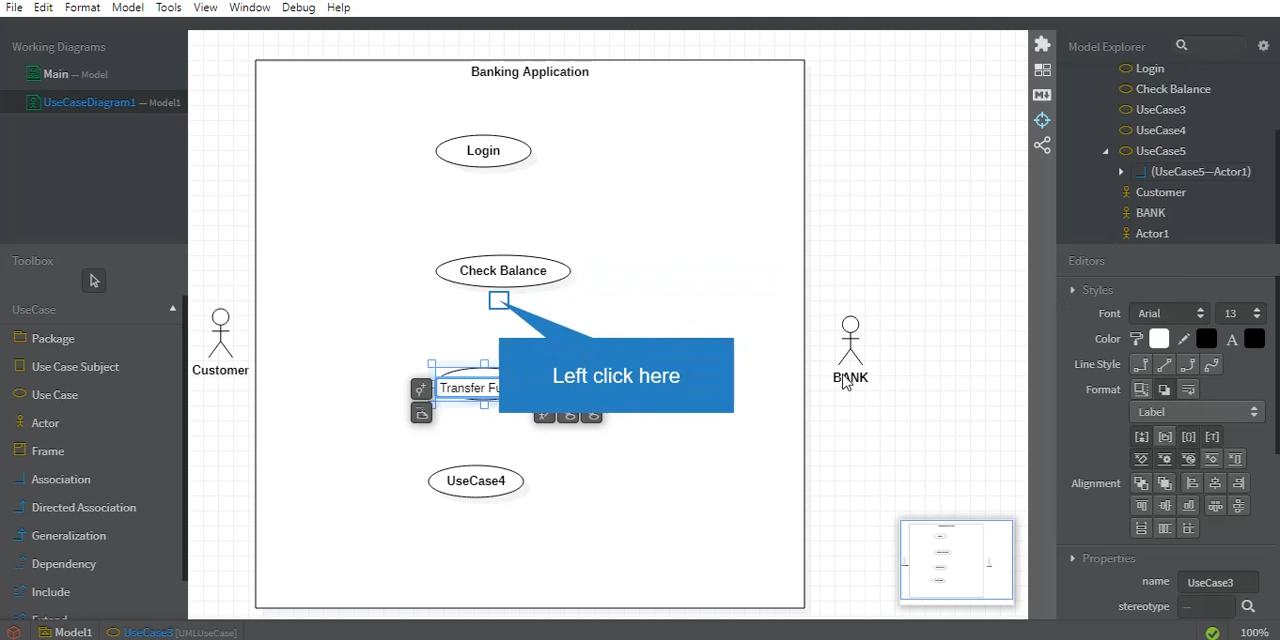 File Edit Format Model Tools View Window Debug Help
Working Diagrams
Main — Model
UseCaseDiagram1 — Model1
Toolbox
UseCase
Package
Use Case Subject
Use Case
Actor
Frame
Association
Directed Association
Generalization
Dependency
Include
Extend
Banking Application
Login
Check Balance
Left click here
Transfer Fu
UseCase4
Customer
BANK
Model Explorer
Login
Check Balance
UseCase3
UseCase4
UseCase5
(UseCase5—Actor1)
Customer
BANK
Actor1
Editors
Styles
Font Arial 13
Color A
Line Style
Format
Label
Alignment
Properties
name UseCase3
stereotype —
Model1 UseCase3 [UMLUseCase]
100%